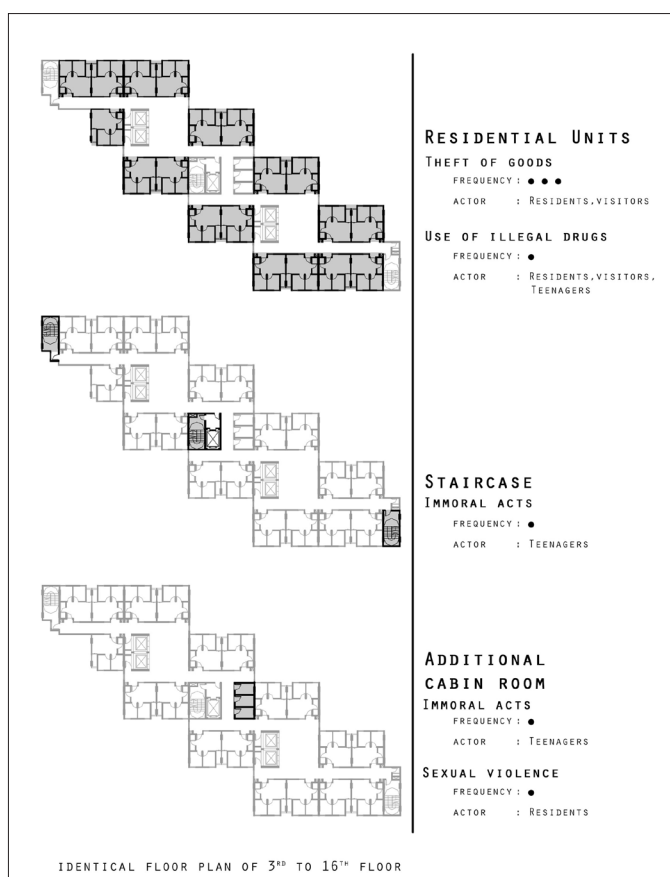 RESIDENTIAL UNITS
THEFT OF GOODS
FREQUENCY : ● ● ●
ACTOR : RESIDENTS,VISITORS
USE OF ILLEGAL DRUGS
FREQUENCY : ●
ACTOR : RESIDENTS,VISITORS,
TEENAGERS
STAIRCASE
IMMORAL ACTS
FREQUENCY : ●
ACTOR : TEENAGERS
ADDITIONAL
CABIN ROOM
IMMORAL ACTS
FREQUENCY : ●
ACTOR : TEENAGERS
SEXUAL VIOLENCE
FREQUENCY : ●
ACTOR : RESIDENTS
IDENTICAL FLOOR PLAN OF 3RD TO 16TH FLOOR